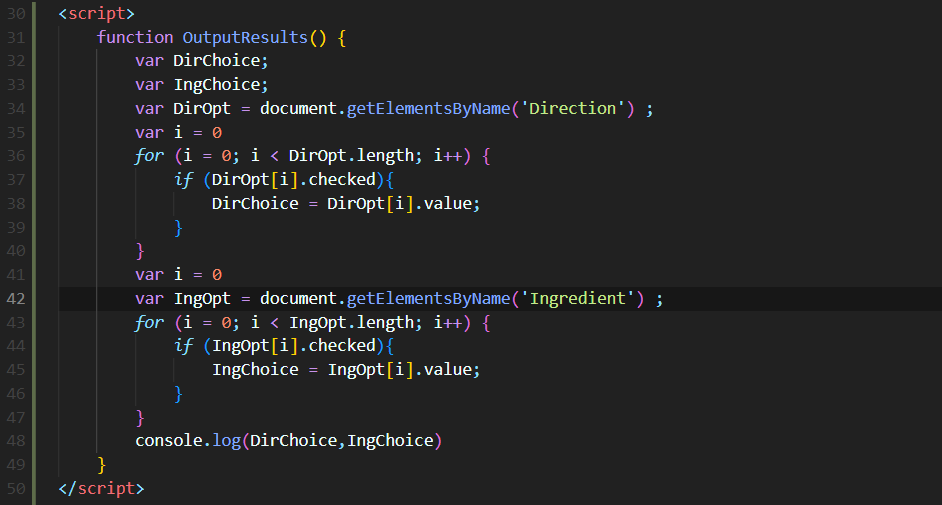 30 <script>
31     function OutputResults() {
32         var DirChoice;
33         var IngChoice;
34         var DirOpt = document.getElementsByName('Direction') ;
35         var i = 0
36         for (i = 0; i < DirOpt.length; i++) {
37             if (DirOpt[i].checked){
38                 DirChoice = DirOpt[i].value;
39             }
40         }
41         var i = 0
42         var IngOpt = document.getElementsByName('Ingredient') ;
43         for (i = 0; i < IngOpt.length; i++) {
44             if (IngOpt[i].checked){
45                 IngChoice = IngOpt[i].value;
46             }
47         }
48         console.log(DirChoice,IngChoice)
49     }
50 </script>